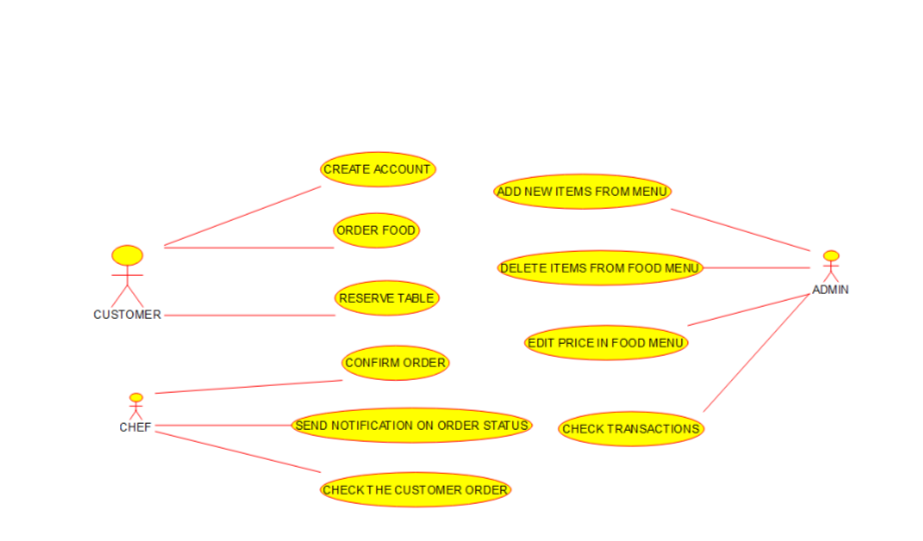 CREATE ACCOUNT
ORDER FOOD
CUSTOMER
RESERVE TABLE
CONFIRM ORDER
CHEF
SEND NOTIFICATION ON ORDER STATUS
CHECK THE CUSTOMER ORDER
ADD NEW ITEMS FROM MENU
DELETE ITEMS FROM FOOD MENU
ADMIN
EDIT PRICE IN FOOD MENU
CHECK TRANSACTIONS